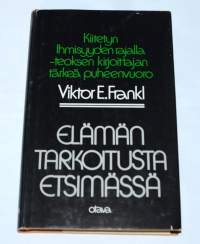 Kiitetyn
Ihmisyyden rajalla
-teoksen kirjoittajan
tärkeä puheenvuoro
Viktor E. Frankl
ELÄMÄN
TARKOITUSTA
ETSIMÄSSÄ
otava